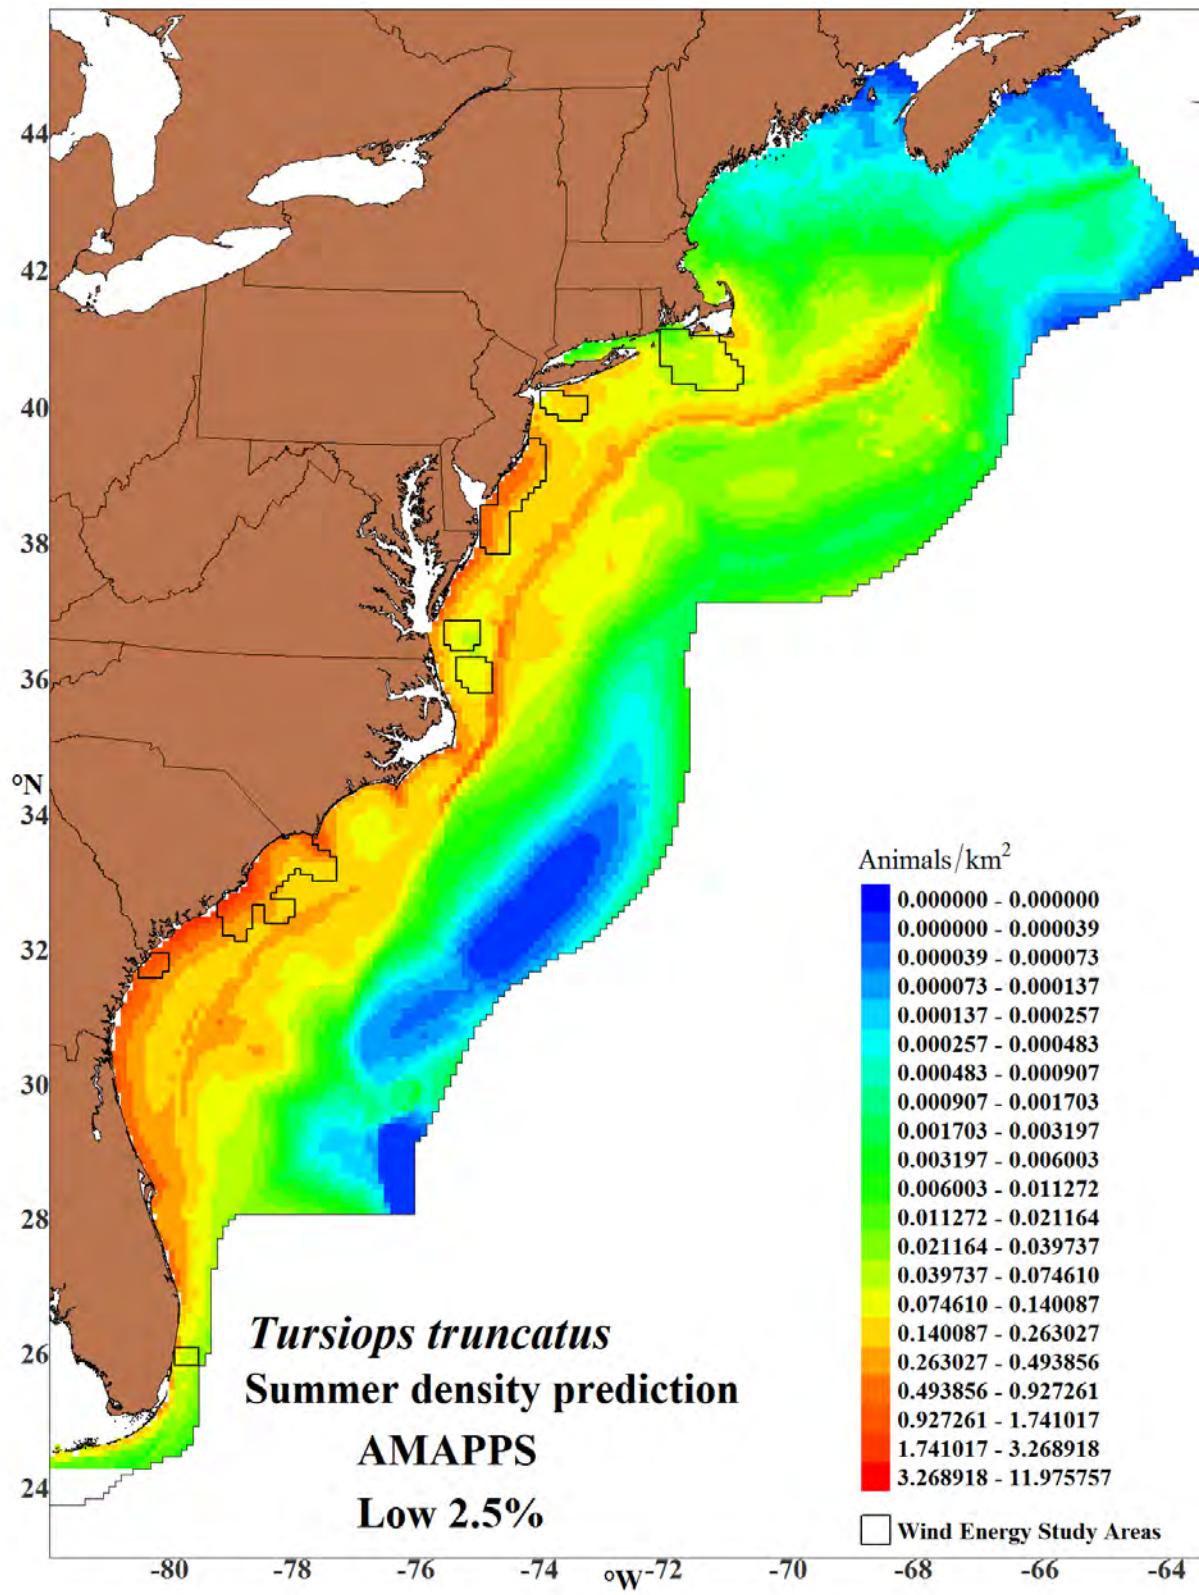 44
42
40
38
36
°N
34
32
30
28
26
24
Animals/km²
0.000000 - 0.000000
0.000000 - 0.000039
0.000039 - 0.000073
0.000073 - 0.000137
0.000137 - 0.000257
0.000257 - 0.000483
0.000483 - 0.000907
0.000907 - 0.001703
0.001703 - 0.003197
0.003197 - 0.006003
0.006003 - 0.011272
0.011272 - 0.021164
0.021164 - 0.039737
0.039737 - 0.074610
0.074610 - 0.140087
0.140087 - 0.263027
0.263027 - 0.493856
0.493856 - 0.927261
0.927261 - 1.741017
1.741017 - 3.268918
3.268918 - 11.975757
Wind Energy Study Areas
Tursiops truncatus
Summer density prediction
AMAPPS
Low 2.5%
-80 -78 -76 -74 °W -72 -70 -68 -66 -64